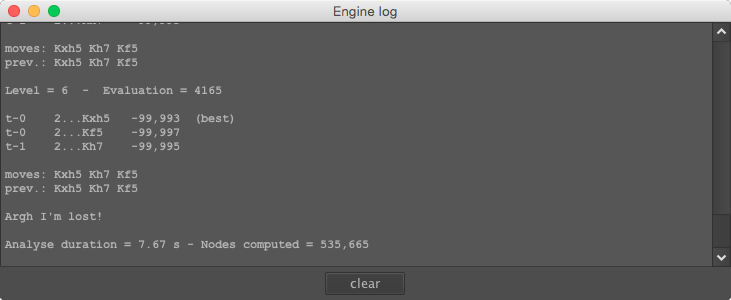 Engine log
moves: Kxh5 Kh7 Kf5
prev.: Kxh5 Kh7 Kf5
Level = 6  -  Evaluation = 4165
t-0    2...Kxh5   -99,993  (best)
t-0    2...Kf5    -99,997
t-1    2...Kh7    -99,995
moves: Kxh5 Kh7 Kf5
prev.: Kxh5 Kh7 Kf5
Argh I'm lost!
Analyse duration = 7.67 s - Nodes computed = 535,665
clear